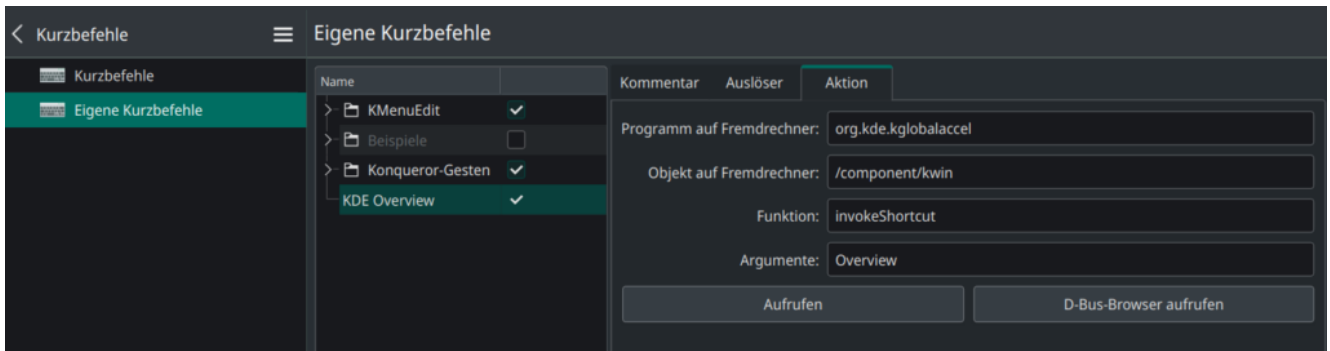 Kurzbefehle
Kurzbefehle
Eigene Kurzbefehle
Eigene Kurzbefehle
Name
KMenuEdit
Beispiele
Konqueror-Gesten
KDE Overview
Kommentar Auslöser Aktion
Programm auf Fremdrechner: org.kde.kglobalaccel
Objekt auf Fremdrechner: /component/kwin
Funktion: invokeShortcut
Argumente: Overview
Aufrufen D-Bus-Browser aufrufen